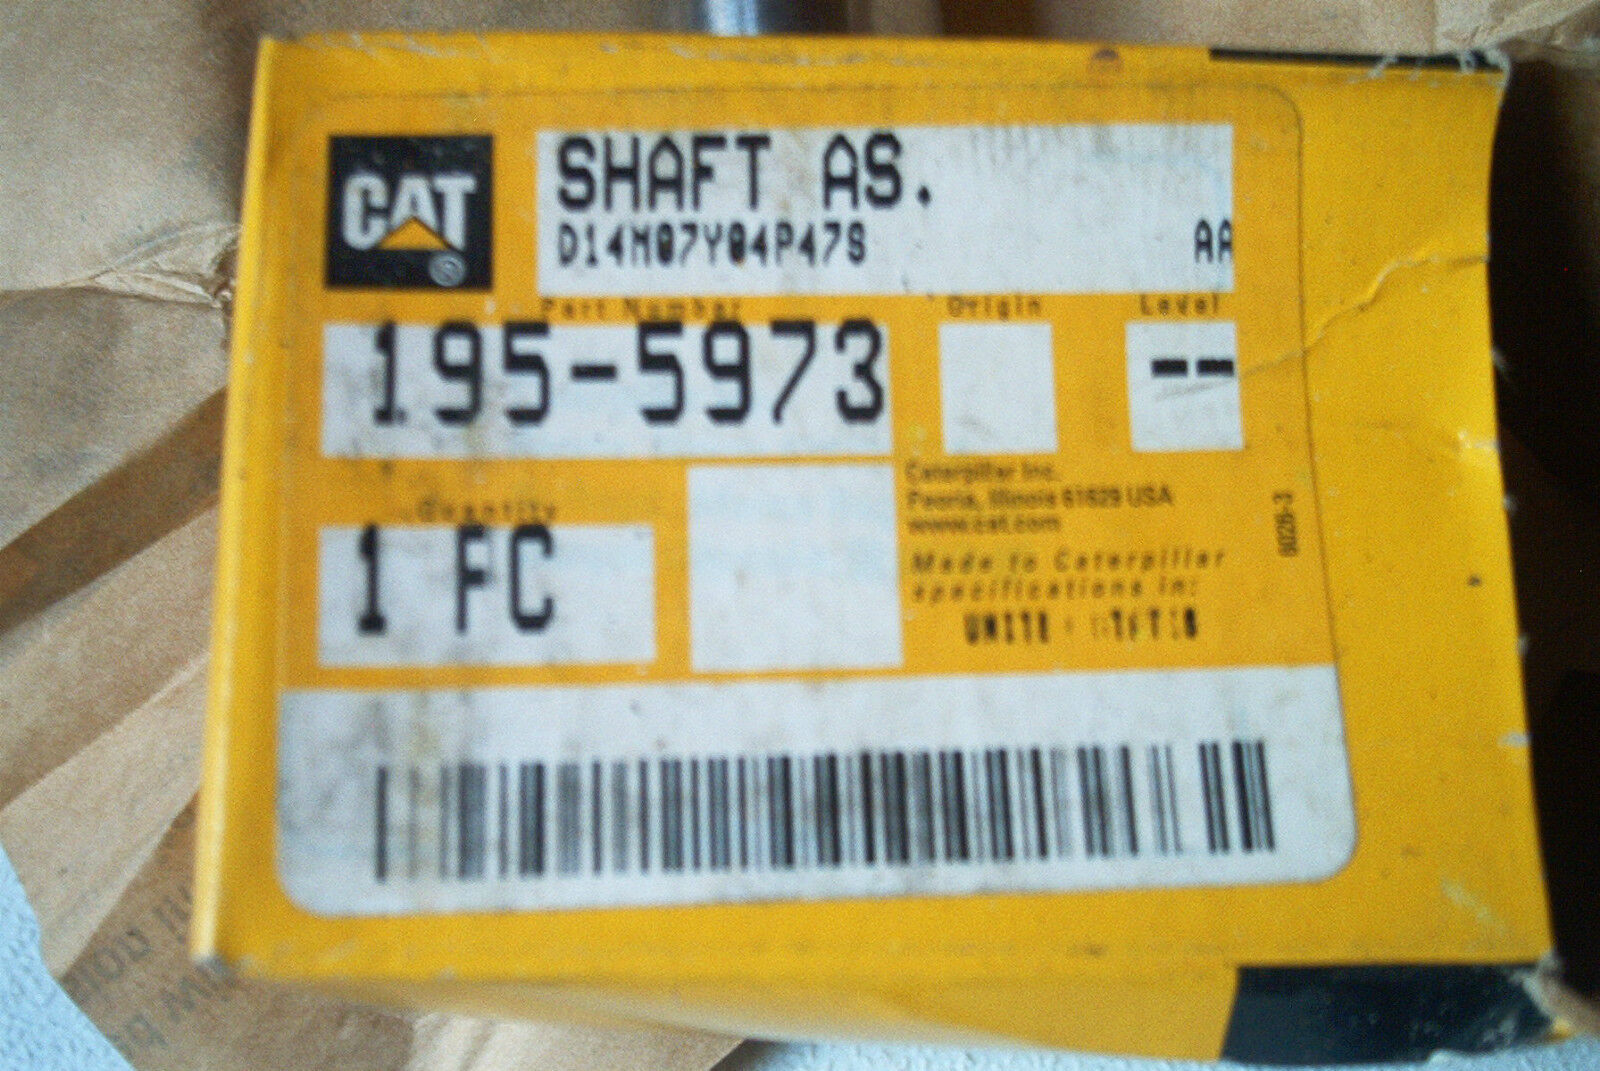 CAT
®
SHAFT AS.
D14M07Y04P47S AA
Part Number Origin Level
195-5973 --
Quantity
1 FC
Caterpillar Inc.
Peoria, Illinois 61629 USA
www.cat.com
Made to Caterpillar
specifications in: